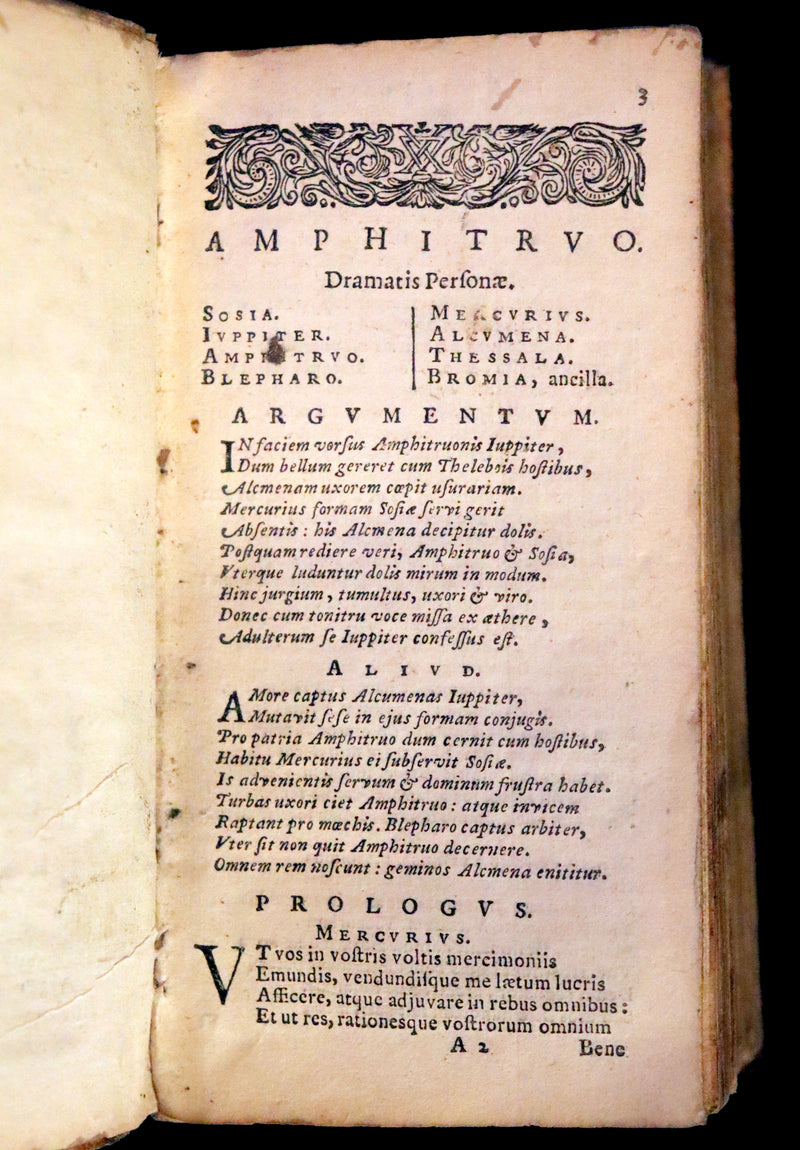 3
AMPHITRVO.
Dramatis Perſonæ.
SOSIA.
IVPPITER.
AMPHITRVO.
BLEPHARO.
MERCVRIVS.
ALCVMENA.
THESSALA.
BROMIA, ancilla.
ARGVMENTVM.
IN faciem vorſus Amphitruonis Iuppiter,
Dum bellum gereret cum Thelebois hoſtibus,
Alcmenam uxorem cœpit uſurariam.
Mercurius formam Soſiæ ſervi gerit
Abſentis: his Alcmena decipitur dolis.
Poſtquam rediere veri, Amphitruo & Soſia,
Vterque luduntur dolis mirum in modum.
Hinc jurgium, tumultus, uxori & viro.
Donec cum tonitru voce miſſa ex æthere,
Adulterum ſe Iuppiter confeſſus eſt.
ALIVD.
AMore captus Alcumenas Iuppiter,
Mutavit ſeſe in ejus formam conjugis.
Pro patria Amphitruo dum cernit cum hoſtibus,
Habitu Mercurius ei ſubſervit Soſiæ.
Is advenientis ſervum & dominum fruſtra habet.
Turbas uxori ciet Amphitruo: atque invicem
Raptant pro mœchis. Blepharo captus arbiter,
Vter ſit non quit Amphitruo decernere.
Omnem rem noſcunt: geminos Alcmena enititur.
PROLOGVS.
MERCVRIVS.
VT vos in voſtris voltis mercimoniis
Emundis, vendundiſque me lætum lucris
Afficere, atque adjuvare in rebus omnibus:
Et ut res, rationesque voſtrorum omnium
A 2 Bene